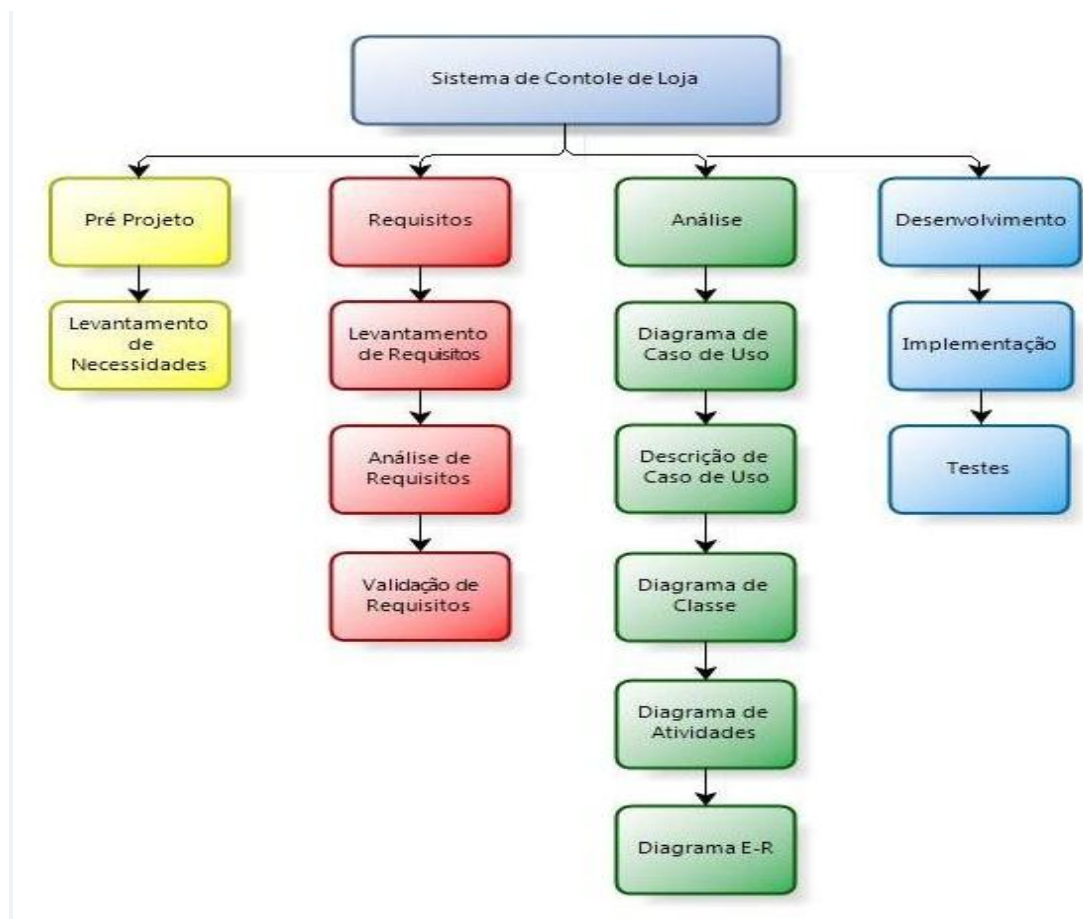 Sistema de Contole de Loja
Pré Projeto
Levantamento
de
Necessidades
Requisitos
Levantamento
de Requisitos
Análise de
Requisitos
Validação de
Requisitos
Análise
Diagrama de
Caso de Uso
Descrição de
Caso de Uso
Diagrama de
Classe
Diagrama de
Atividades
Diagrama E-R
Desenvolvimento
Implementação
Testes